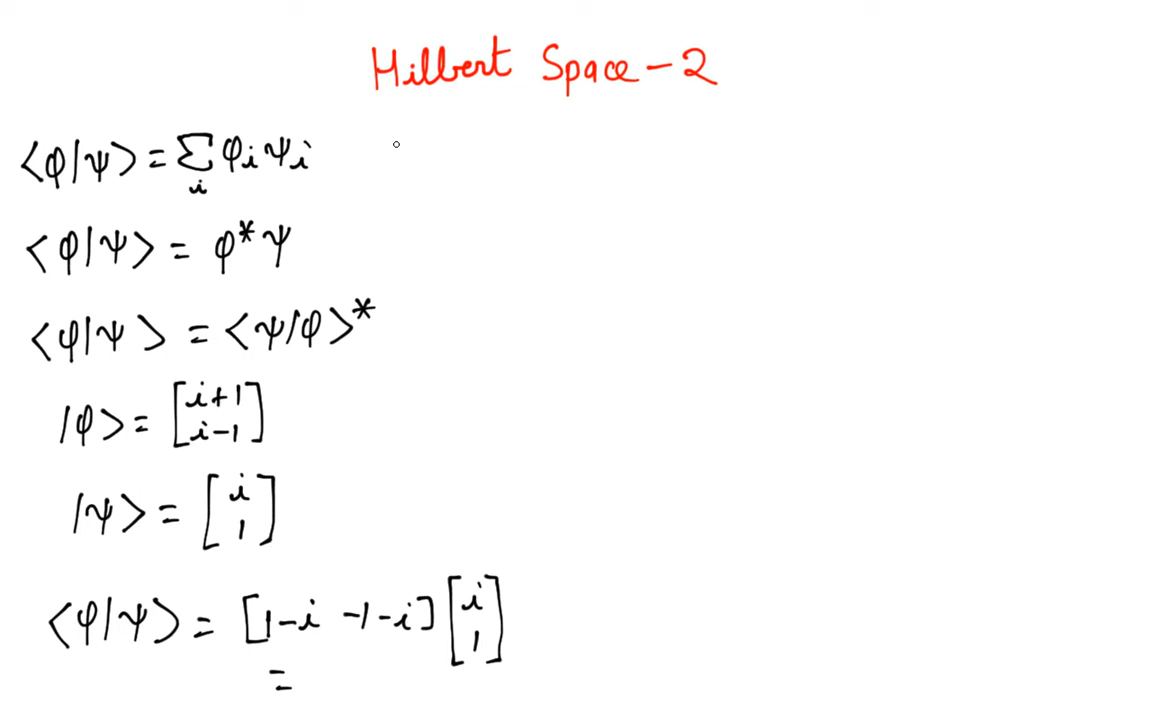 Hilbert Space - 2
<φ|ψ> = ∑ᵢ φᵢ ψᵢ
<φ|ψ> = φ*ψ
<φ|ψ> = <ψ|φ>*
|φ> = [i+1
i-1]
|ψ> = [i
1]
<φ|ψ> = [1-i -1-i] [i
1]
=